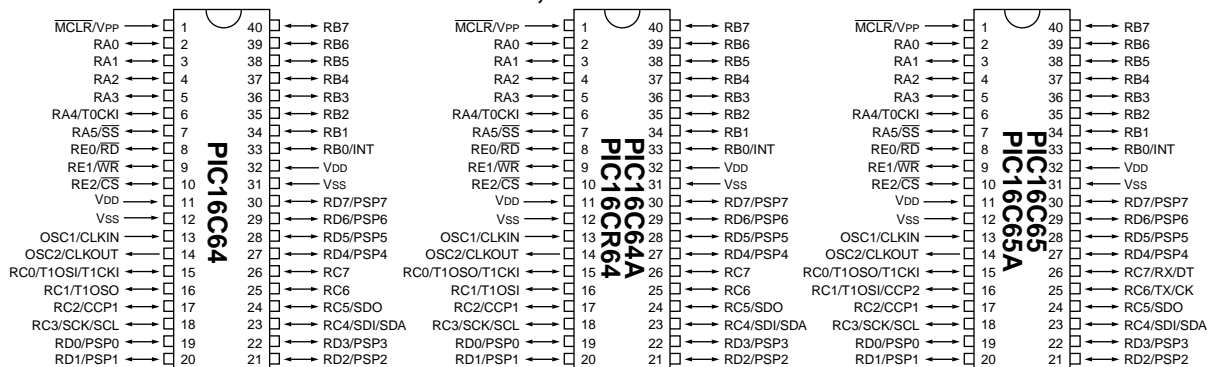 )
MCLR/VPP 1 40 RB7
RA0 2 39 RB6
RA1 3 38 RB5
RA2 4 37 RB4
RA3 5 36 RB3
RA4/T0CKI 6 35 RB2
RA5/SS 7 34 RB1
RE0/RD 8 33 RB0/INT
RE1/WR 9 32 VDD
RE2/CS 10 31 VSS
VDD 11 30 RD7/PSP7
VSS 12 29 RD6/PSP6
OSC1/CLKIN 13 28 RD5/PSP5
OSC2/CLKOUT 14 27 RD4/PSP4
RC0/T1OSI/T1CKI 15 26 RC7
RC1/T1OSO 16 25 RC6
RC2/CCP1 17 24 RC5/SDO
RC3/SCK/SCL 18 23 RC4/SDI/SDA
RD0/PSP0 19 22 RD3/PSP3
RD1/PSP1 20 21 RD2/PSP2
PIC16C64
MCLR/VPP 1 40 RB7
RA0 2 39 RB6
RA1 3 38 RB5
RA2 4 37 RB4
RA3 5 36 RB3
RA4/T0CKI 6 35 RB2
RA5/SS 7 34 RB1
RE0/RD 8 33 RB0/INT
RE1/WR 9 32 VDD
RE2/CS 10 31 VSS
VDD 11 30 RD7/PSP7
VSS 12 29 RD6/PSP6
OSC1/CLKIN 13 28 RD5/PSP5
OSC2/CLKOUT 14 27 RD4/PSP4
RC0/T1OSO/T1CKI 15 26 RC7
RC1/T1OSI 16 25 RC6
RC2/CCP1 17 24 RC5/SDO
RC3/SCK/SCL 18 23 RC4/SDI/SDA
RD0/PSP0 19 22 RD3/PSP3
RD1/PSP1 20 21 RD2/PSP2
PIC16C64A
PIC16CR64
MCLR/VPP 1 40 RB7
RA0 2 39 RB6
RA1 3 38 RB5
RA2 4 37 RB4
RA3 5 36 RB3
RA4/T0CKI 6 35 RB2
RA5/SS 7 34 RB1
RE0/RD 8 33 RB0/INT
RE1/WR 9 32 VDD
RE2/CS 10 31 VSS
VDD 11 30 RD7/PSP7
VSS 12 29 RD6/PSP6
OSC1/CLKIN 13 28 RD5/PSP5
OSC2/CLKOUT 14 27 RD4/PSP4
RC0/T1OSO/T1CKI 15 26 RC7/RX/DT
RC1/T1OSI/CCP2 16 25 RC6/TX/CK
RC2/CCP1 17 24 RC5/SDO
RC3/SCK/SCL 18 23 RC4/SDI/SDA
RD0/PSP0 19 22 RD3/PSP3
RD1/PSP1 20 21 RD2/PSP2
PIC16C65
PIC16C65A